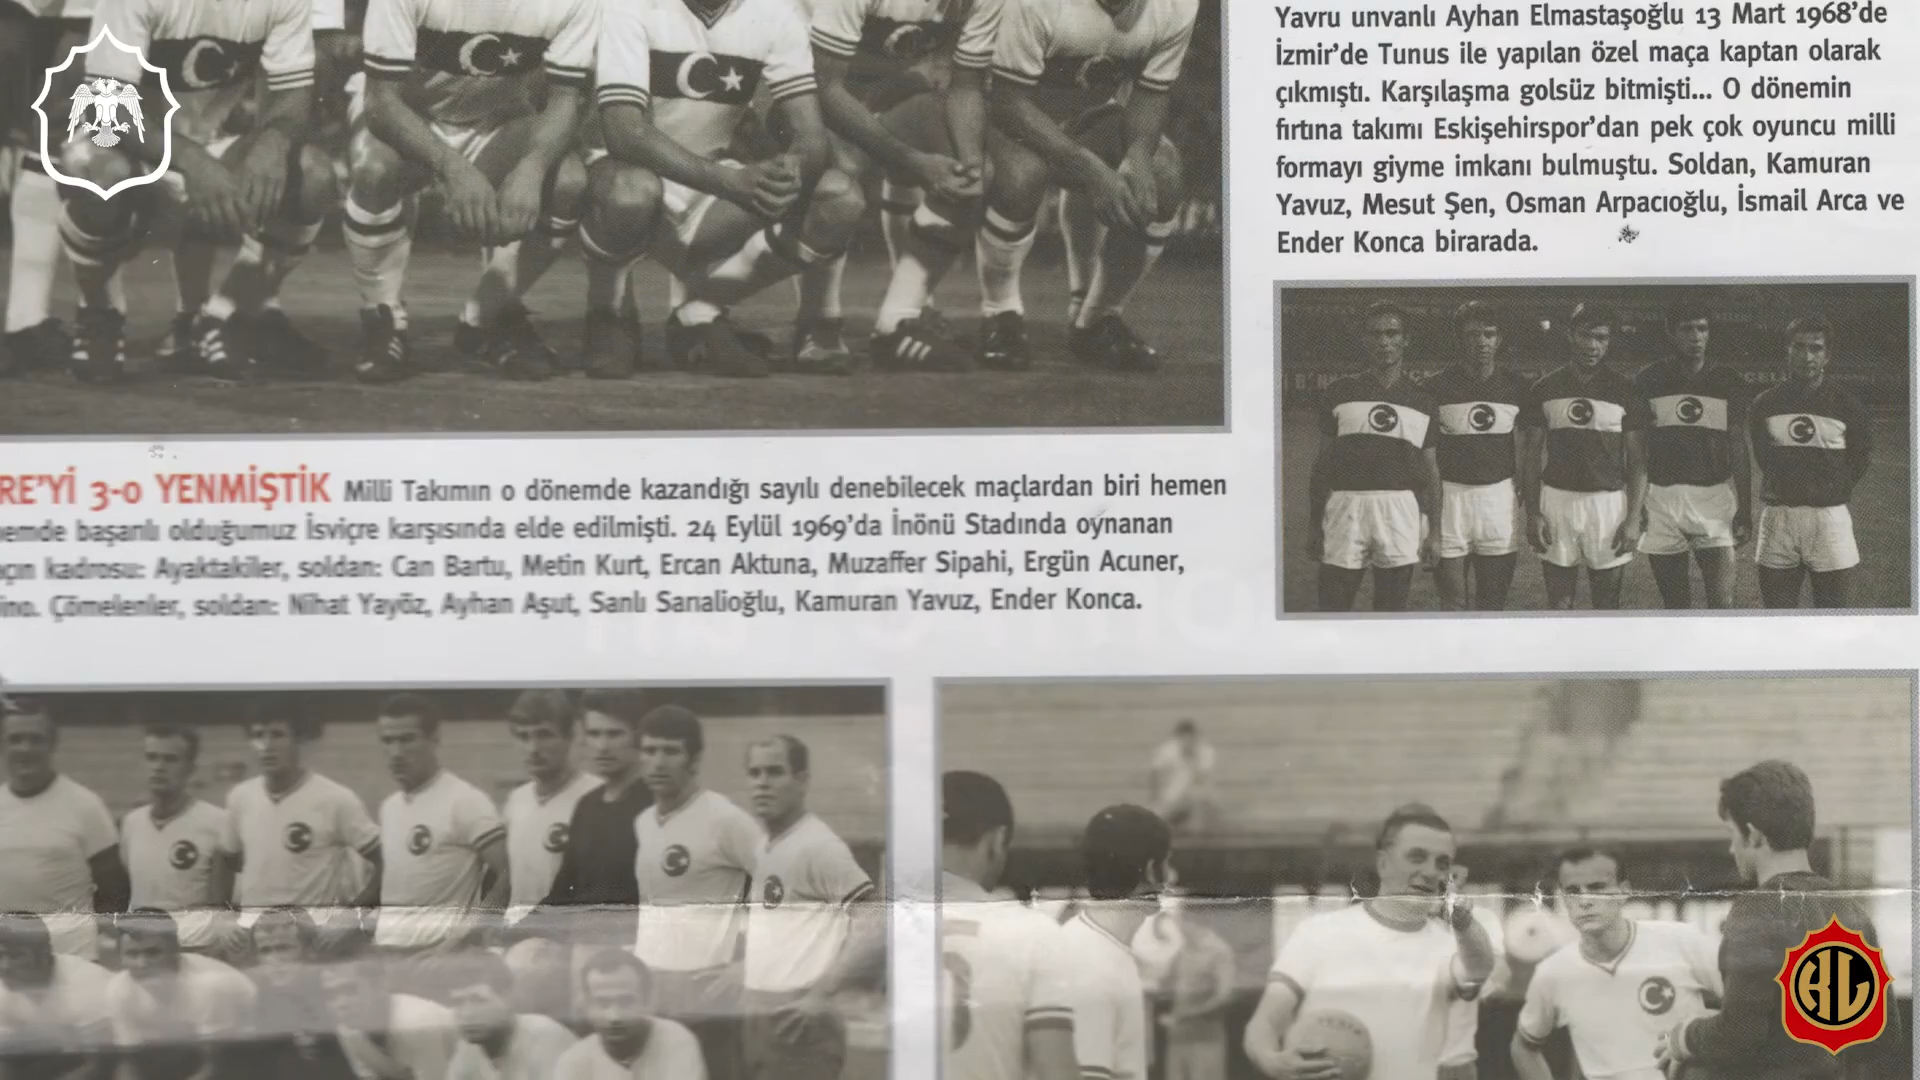 Yavru unvanlı Ayhan Elmastaşoğlu 13 Mart 1968'de
İzmir'de Tunus ile yapılan özel maça kaptan olarak
çıkmıştı. Karşılaşma golsüz bitmişti... O dönemin
fırtına takımı Eskişehirspor'dan pek çok oyuncu milli
formayı giyme imkanı bulmuştu. Soldan, Kamuran
Yavuz, Mesut Şen, Osman Arpacıoğlu, İsmail Arca ve
Ender Konca birarada.
RE'Yİ 3-0 YENMİŞTİK Milli Takımın o dönemde kazandığı sayılı denebilecek maçlardan biri hemen
emde başarılı olduğumuz İsviçre karşısında elde edilmişti. 24 Eylül 1969'da İnönü Stadında oynanan
açın kadrosu: Ayaktakiler, soldan: Can Bartu, Metin Kurt, Ercan Aktuna, Muzaffer Sipahi, Ergün Acuner,
ino. Çömelenler, soldan: Nihat Yayöz, Ayhan Aşut, Sanlı Sarıalioğlu, Kamuran Yavuz, Ender Konca.
KL